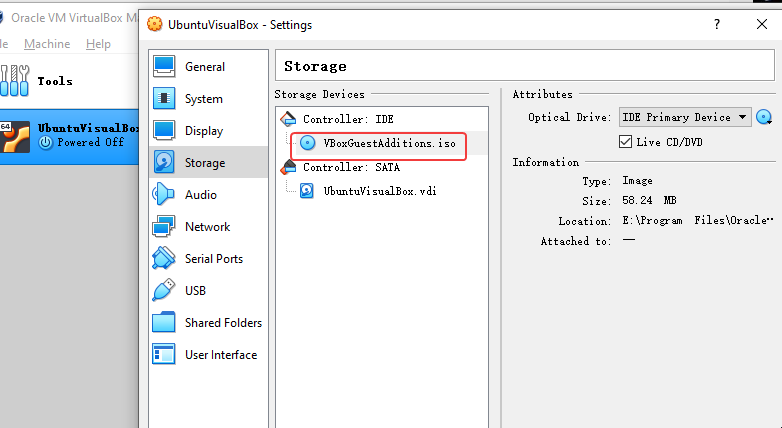 Oracle VM VirtualBox Ma
UbuntuVisualBox - Settings
?
Machine
Help
Tools
64
UbuntuVisualBox
Powered Off
General
System
Display
Storage
Audio
Network
Serial Ports
USB
Shared Folders
User Interface
Storage
Storage Devices
Controller: IDE
VBoxGuestAdditions.iso
Controller: SATA
UbuntuVisualBox.vdi
Attributes
Optical Drive: IDE Primary Device
Live CD/DVD
Information
Type: Image
Size: 58.24 MB
Location: E:\Program Files\Oracle··
Attached to: —